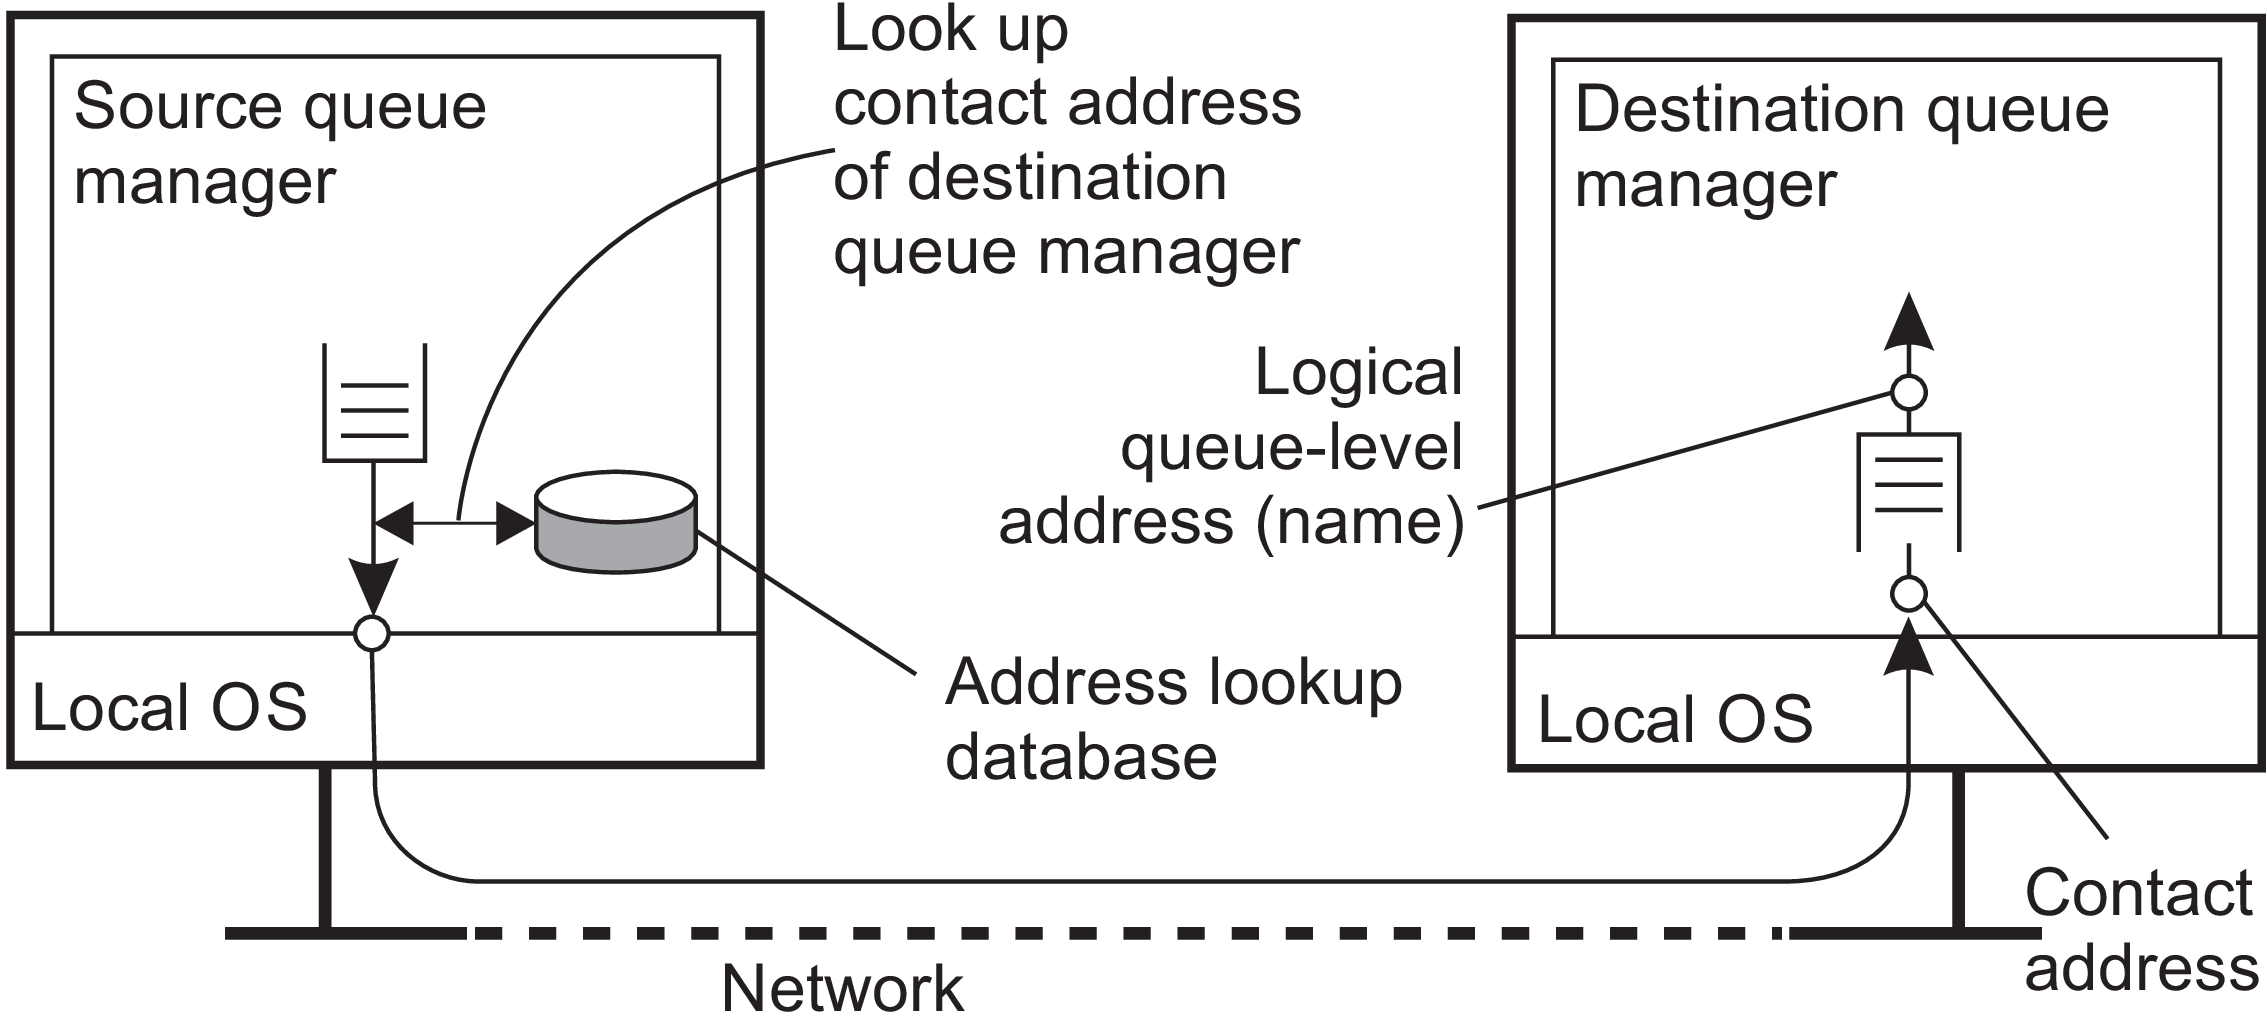 Source queue
manager
Look up
contact address
of destination
queue manager
Destination queue
manager
Logical
queue-level
address (name)
Address lookup
database
Local OS
Local OS
Contact
address
Network